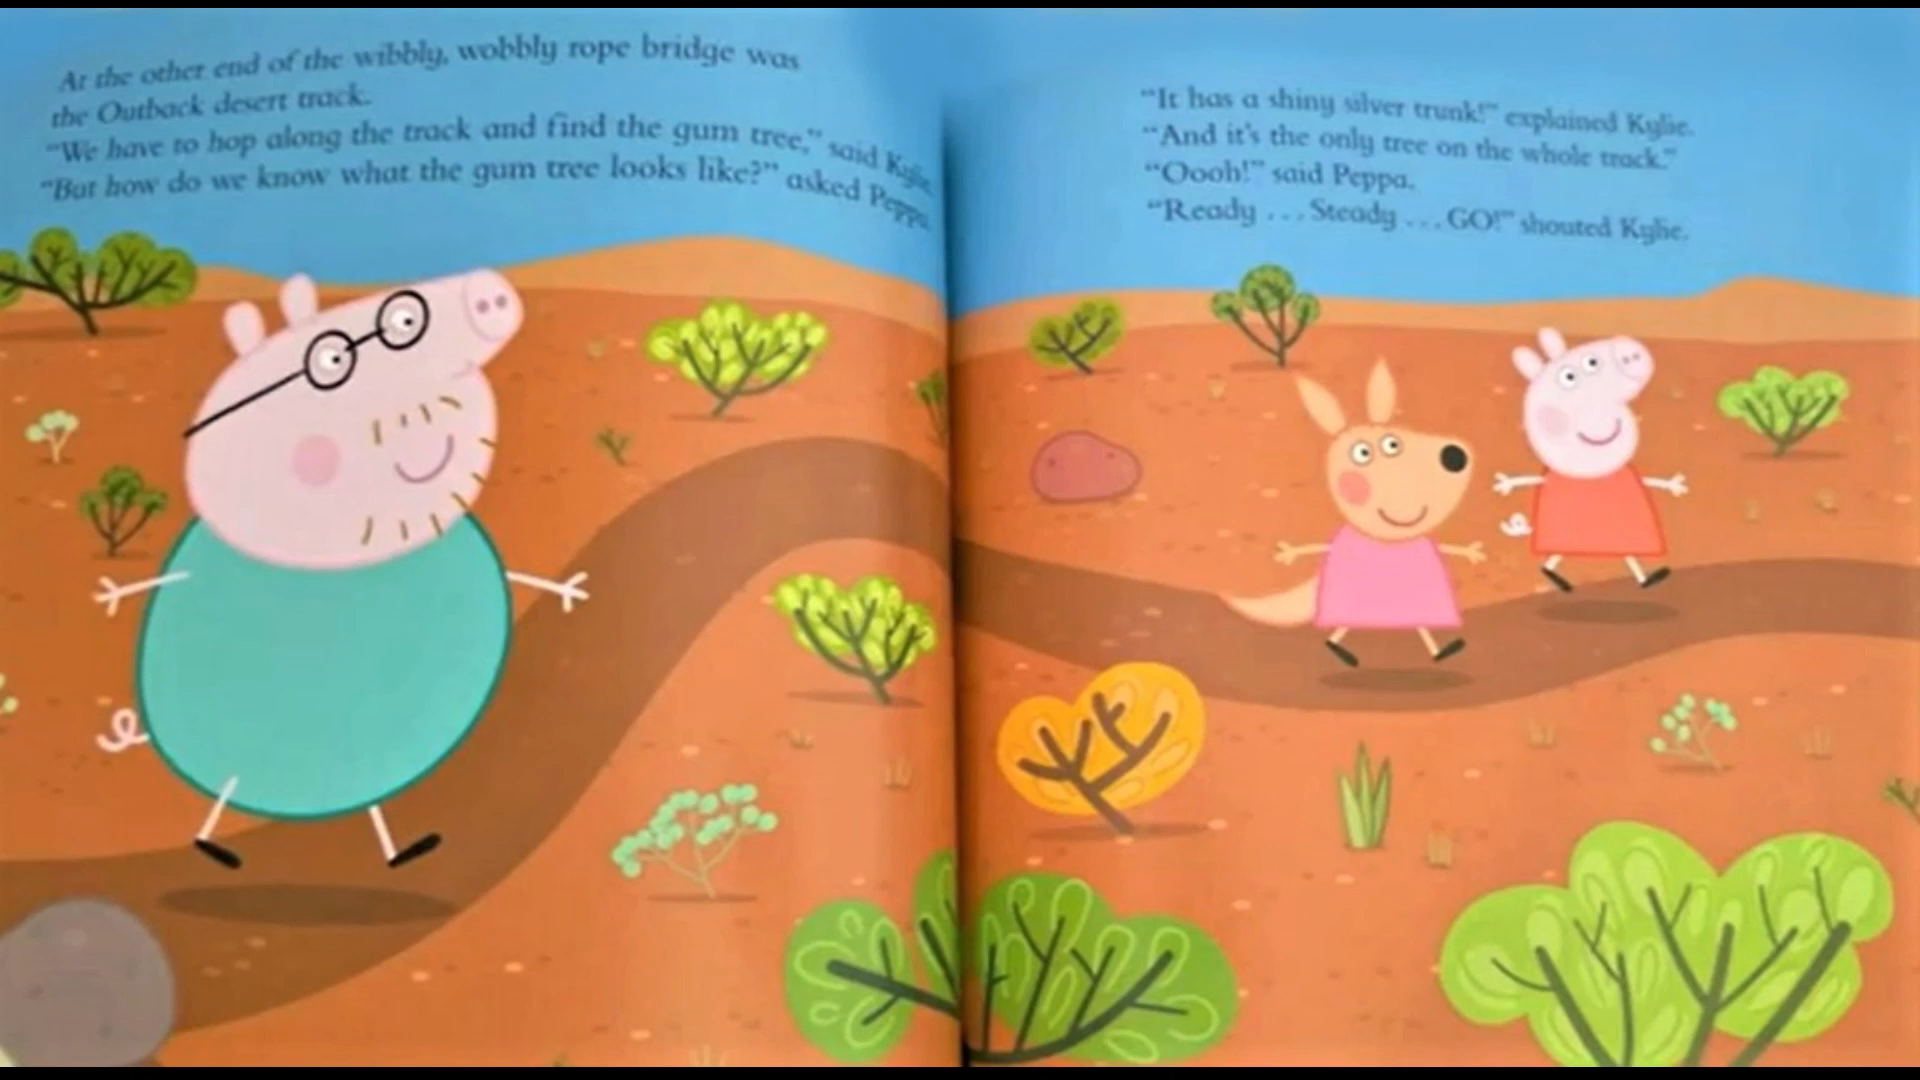 At the other end of the wibbly, wobbly rope bridge was
the Outback desert track.
“We have to hop along the track and find the gum tree,” said Kylie.
“But how do we know what the gum tree looks like?” asked Peppa.
“It has a shiny silver trunk!” explained Kylie.
“And it’s the only tree on the whole track.”
“Oooh!” said Peppa.
“Ready . . . Steady . . . GO!” shouted Kylie.